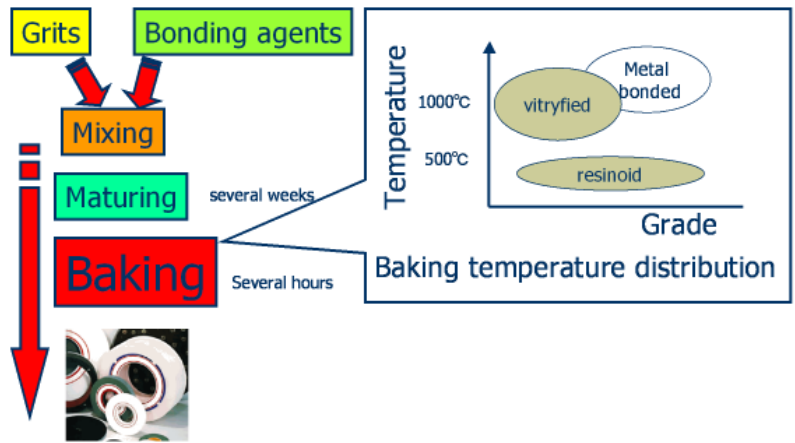 Grits
Bonding agents
Mixing
Maturing
several weeks
Baking
Several hours
Temperature
1000°C
500°C
vitryfied
Metal
bonded
resinoid
Grade
Baking temperature distribution